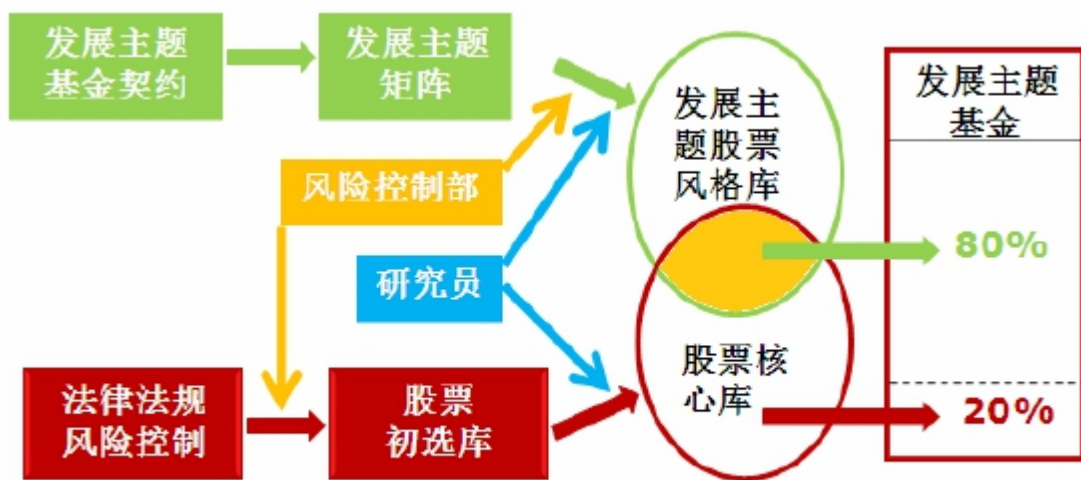 发展主题
基金契约
发展主题
矩阵
发展主
题股票
风格库
发展主题
基金
风险控制部
80%
研究员
股票核
心库
法律法规
风险控制
股票
初选库
20%